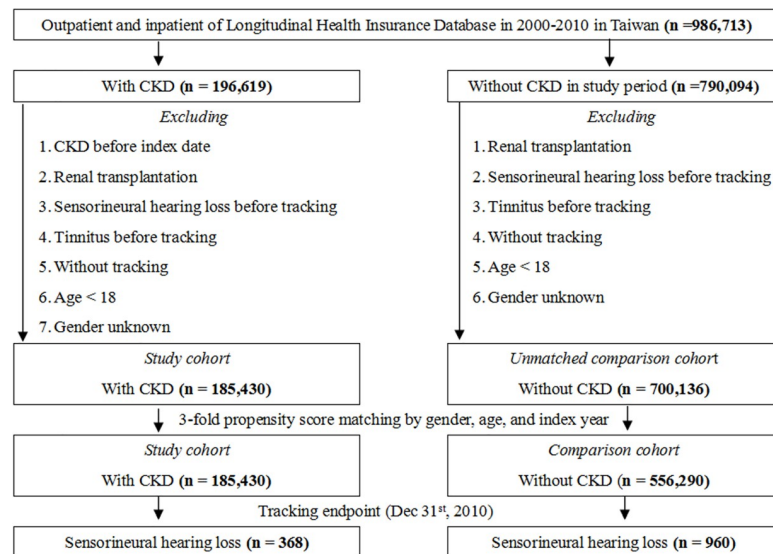 Outpatient and inpatient of Longitudinal Health Insurance Database in 2000-2010 in Taiwan (n =986,713)
With CKD (n = 196,619)
Without CKD in study period (n =790,094)
Excluding
1. CKD before index date
2. Renal transplantation
3. Sensorineural hearing loss before tracking
4. Tinnitus before tracking
5. Without tracking
6. Age < 18
7. Gender unknown
Excluding
1. Renal transplantation
2. Sensorineural hearing loss before tracking
3. Tinnitus before tracking
4. Without tracking
5. Age < 18
6. Gender unknown
Study cohort
With CKD (n = 185,430)
Unmatched comparison cohort
Without CKD (n = 700,136)
3-fold propensity score matching by gender, age, and index year
Study cohort
With CKD (n = 185,430)
Comparison cohort
Without CKD (n = 556,290)
Tracking endpoint (Dec 31st, 2010)
Sensorineural hearing loss (n = 368)
Sensorineural hearing loss (n = 960)